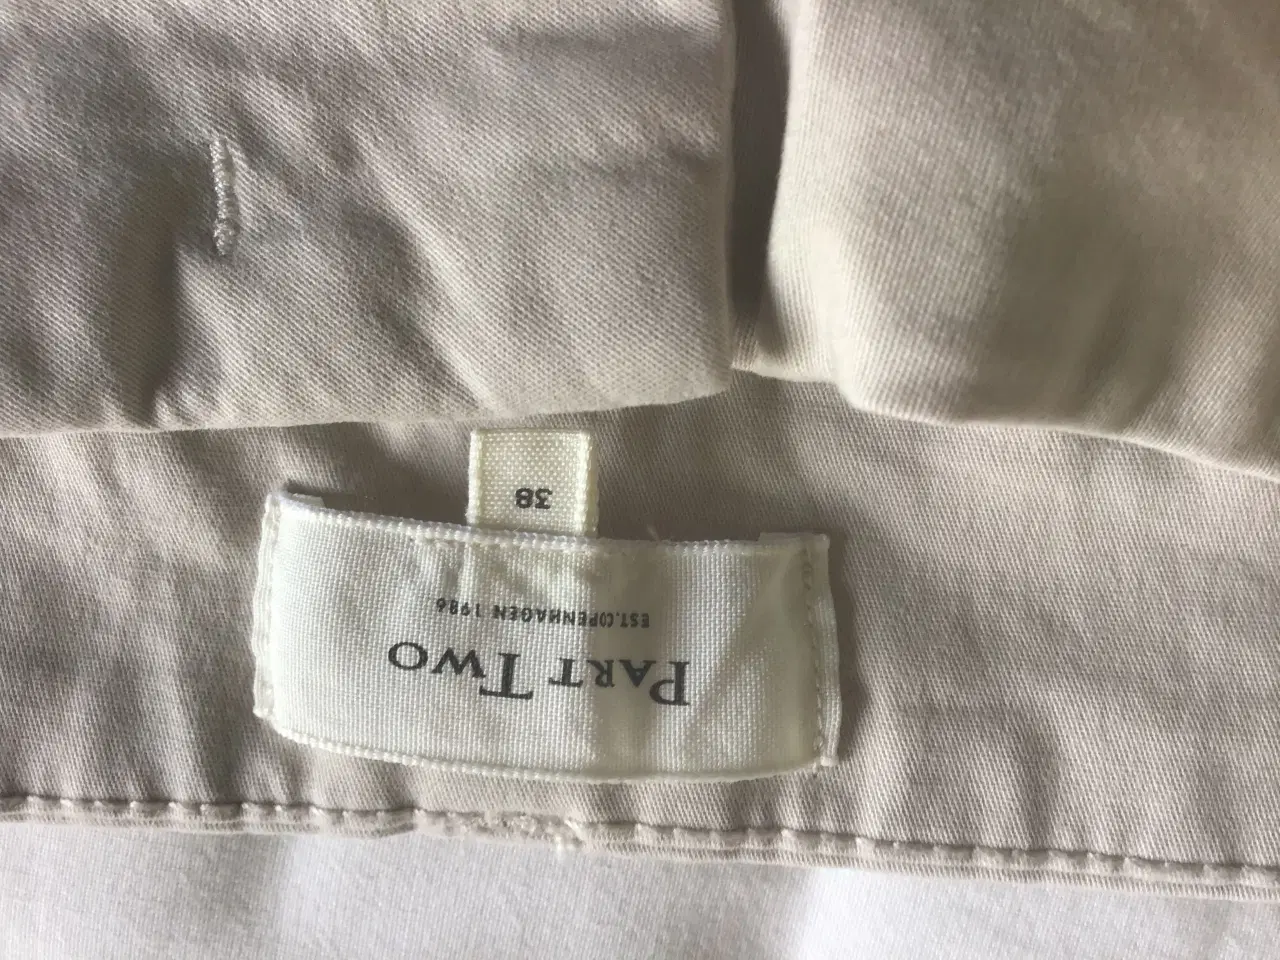 PART TWO
EST.COPENHAGEN 1986
38